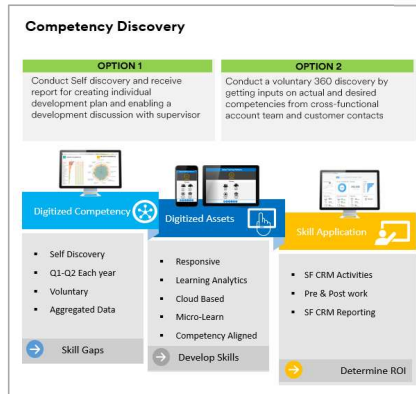 Competency Discovery
OPTION 1
Conduct Self discovery and receive
report for creating individual
development plan and enabling a
development discussion with supervisor
OPTION 2
Conduct a voluntary 360 discovery by
getting inputs on actual and desired
competencies from cross-functional
account team and customer contacts
Digitized Competency
Self Discovery
Q1-Q2 Each year
Voluntary
Aggregated Data
Skill Gaps
Digitized Assets
Responsive
Learning Analytics
Cloud Based
Micro-Learn
Competency Aligned
Develop Skills
Skill Application
SF CRM Activities
Pre & Post work
SF CRM Reporting
Determine ROI